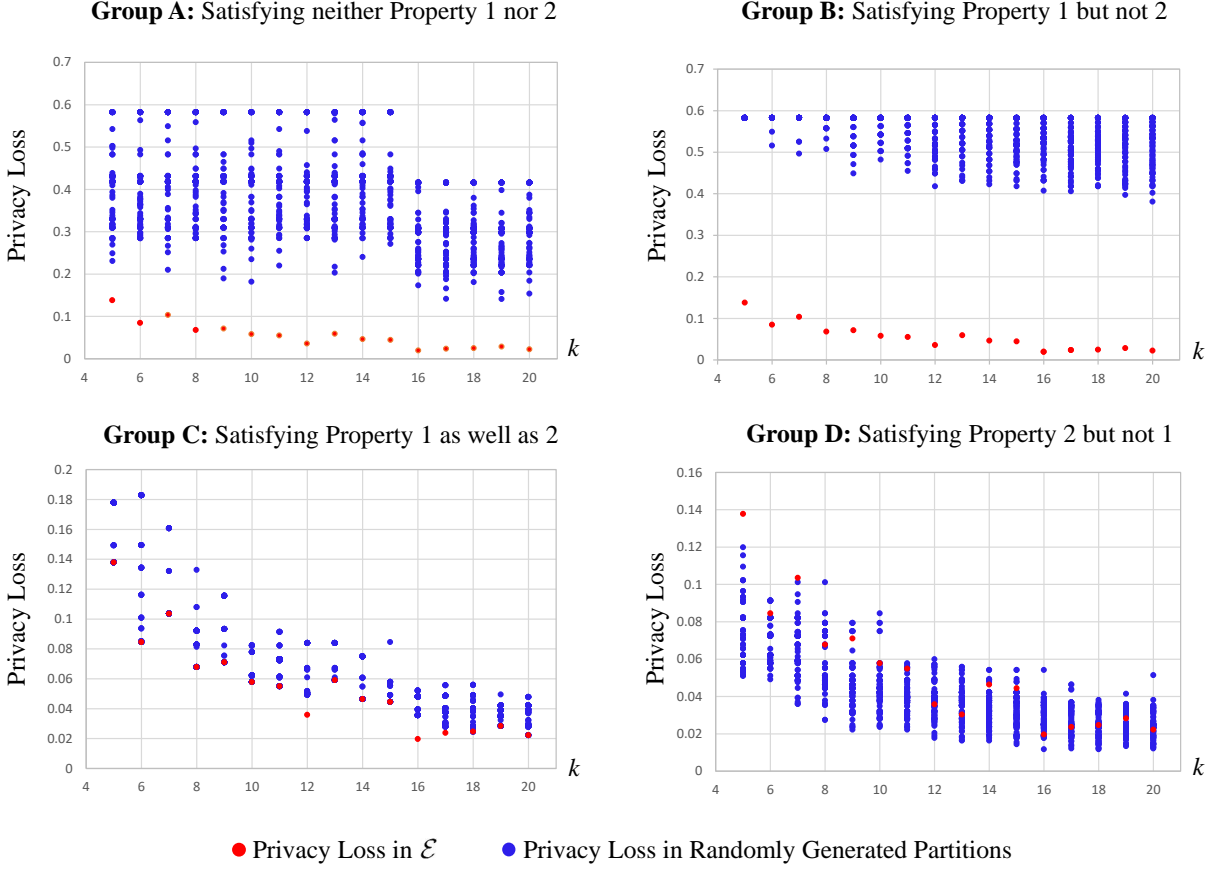 Group A: Satisfying neither Property 1 nor 2
Group B: Satisfying Property 1 but not 2
Privacy Loss
0.7
0.6
0.5
0.4
0.3
0.2
0.1
0
4 6 8 10 12 14 16 18 20
k
Privacy Loss
0.7
0.6
0.5
0.4
0.3
0.2
0.1
0
4 6 8 10 12 14 16 18 20
k
Group C: Satisfying Property 1 as well as 2
Group D: Satisfying Property 2 but not 1
Privacy Loss
0.2
0.18
0.16
0.14
0.12
0.1
0.08
0.06
0.04
0.02
0
4 6 8 10 12 14 16 18 20
k
Privacy Loss
0.16
0.14
0.12
0.1
0.08
0.06
0.04
0.02
0
4 6 8 10 12 14 16 18 20
k
Privacy Loss in ℰ
Privacy Loss in Randomly Generated Partitions